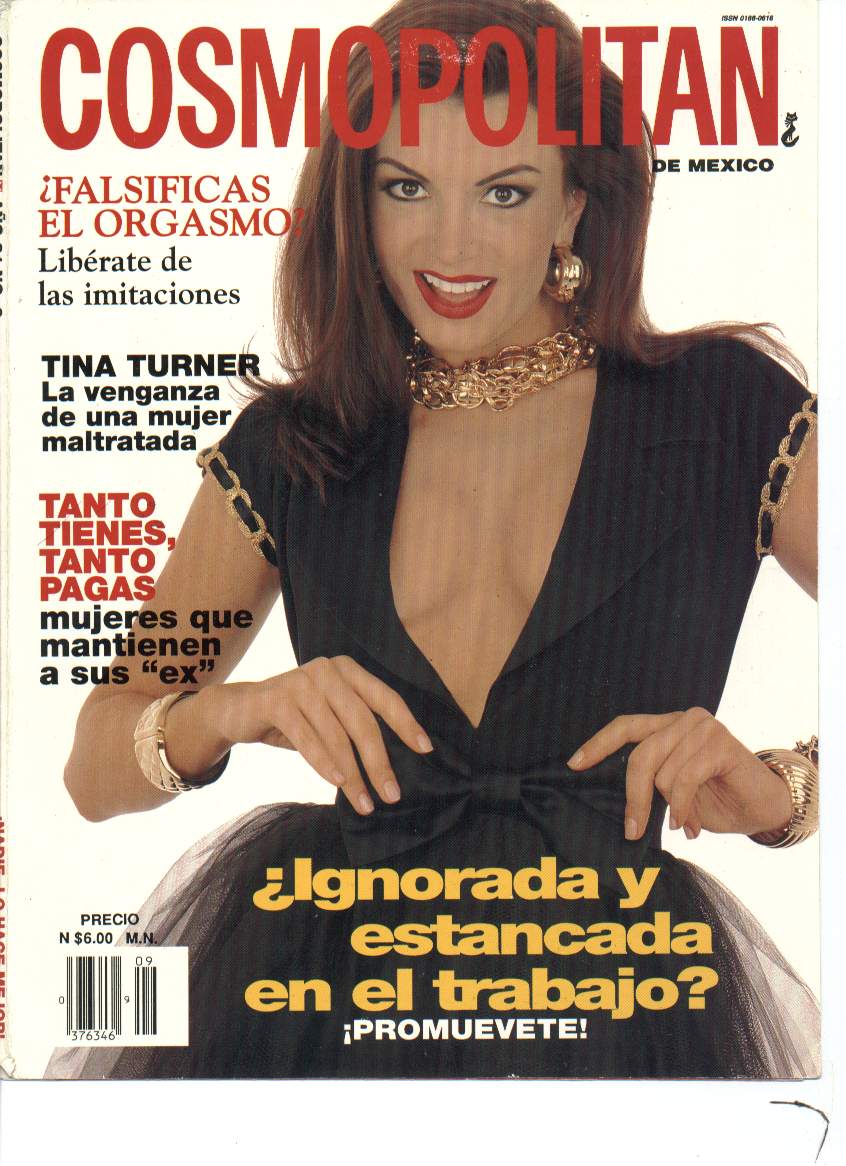 ISSN 0188-0616
COSMOPOLITAN
DE MEXICO
¿FALSIFICAS
EL ORGASMO?
Libérate de
las imitaciones
TINA TURNER
La venganza
de una mujer
maltratada
TANTO
TIENES,
TANTO
PAGAS
mujeres que
mantienen
a sus “ex”
¿Ignorada y
estancada
en el trabajo?
¡PROMUEVETE!
PRECIO
N $6.00 M.N.
09
0 376346 9